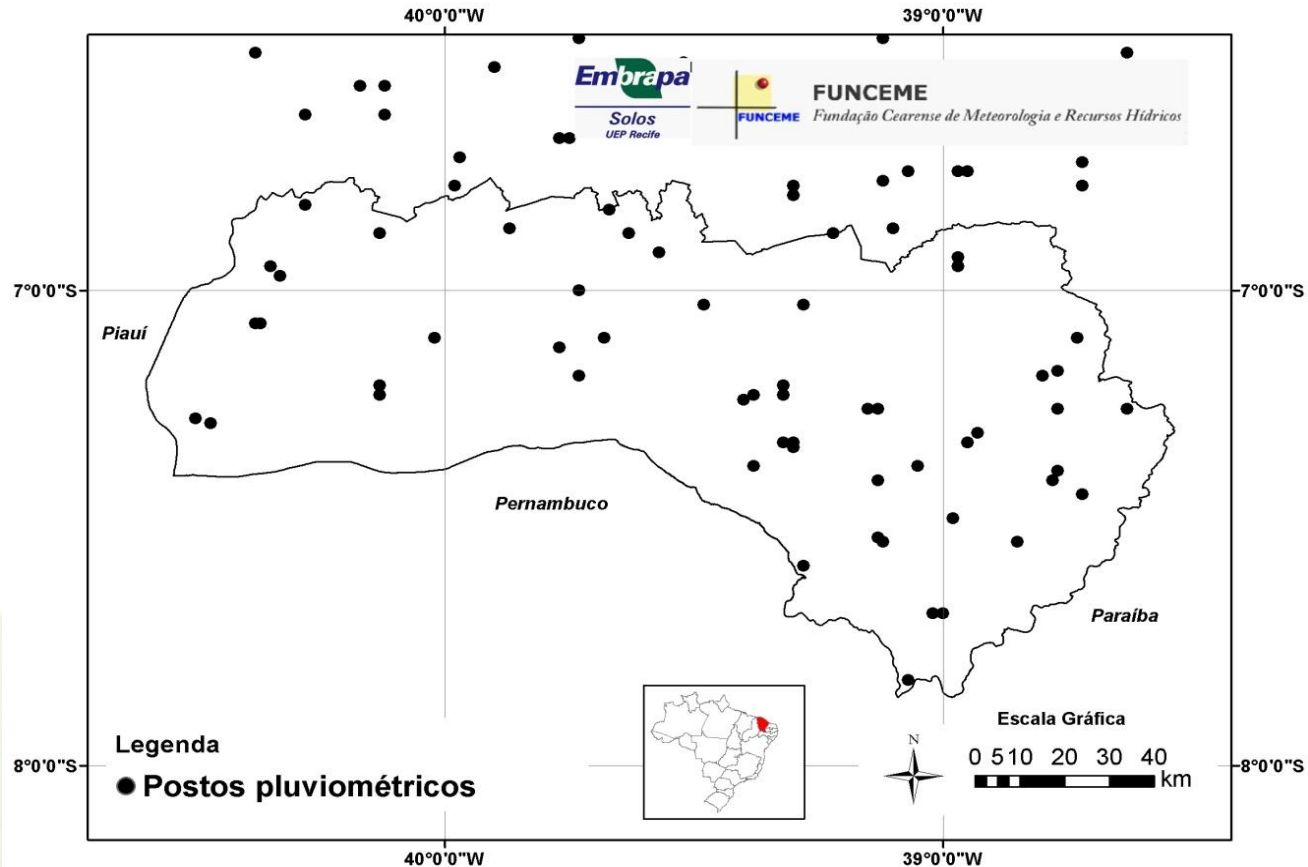 40°0'0"W
39°0'0"W
Embrapa
Solos
UEP Recife
FUNCEME
FUNCEME
Fundação Cearense de Meteorologia e Recursos Hídricos
7°0'0"S
7°0'0"S
Piauí
Pernambuco
Paraíba
Legenda
Postos pluviométricos
Escala Gráfica
N
0 5 10 20 30 40
km
8°0'0"S
8°0'0"S
40°0'0"W
39°0'0"W